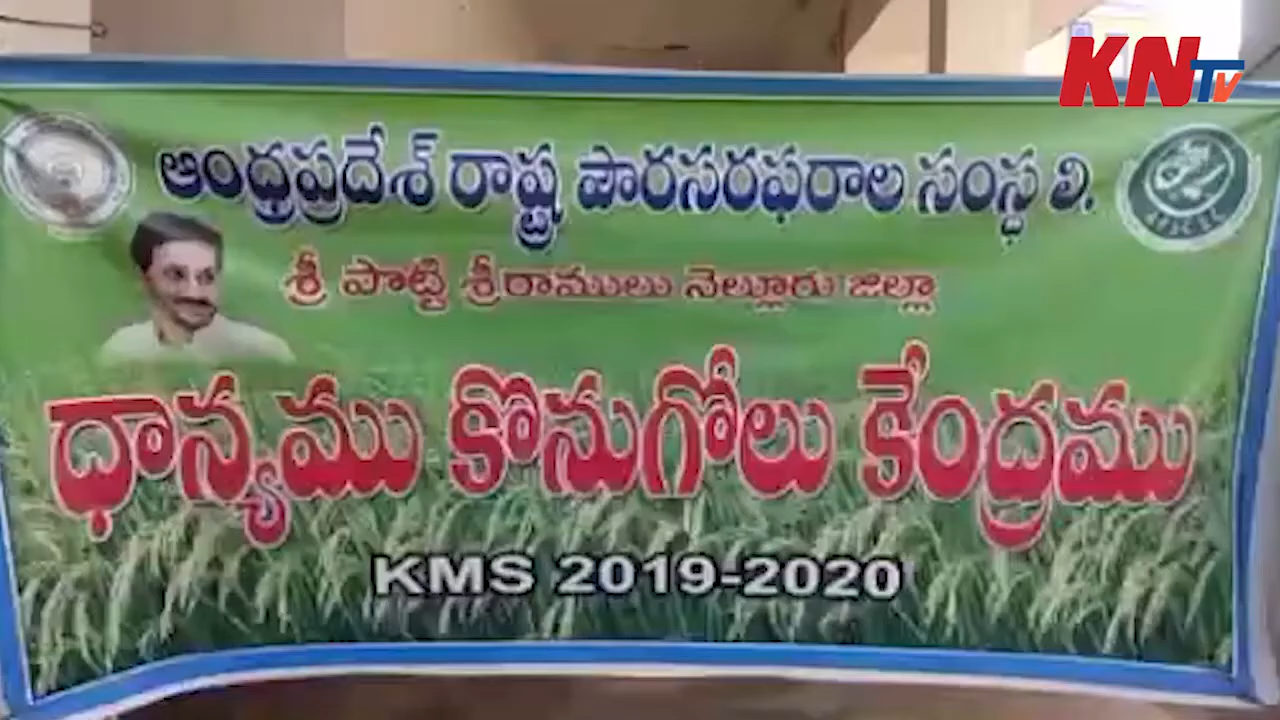 KNTV
ఆంధ్రప్రదేశ్ రాష్ట్ర పౌరసరఫరాల సంస్థ లి.
శ్రీ పొట్టి శ్రీరాములు నెల్లూరు జిల్లా
ధాన్యము కొనుగోలు కేంద్రము
KMS 2019-2020